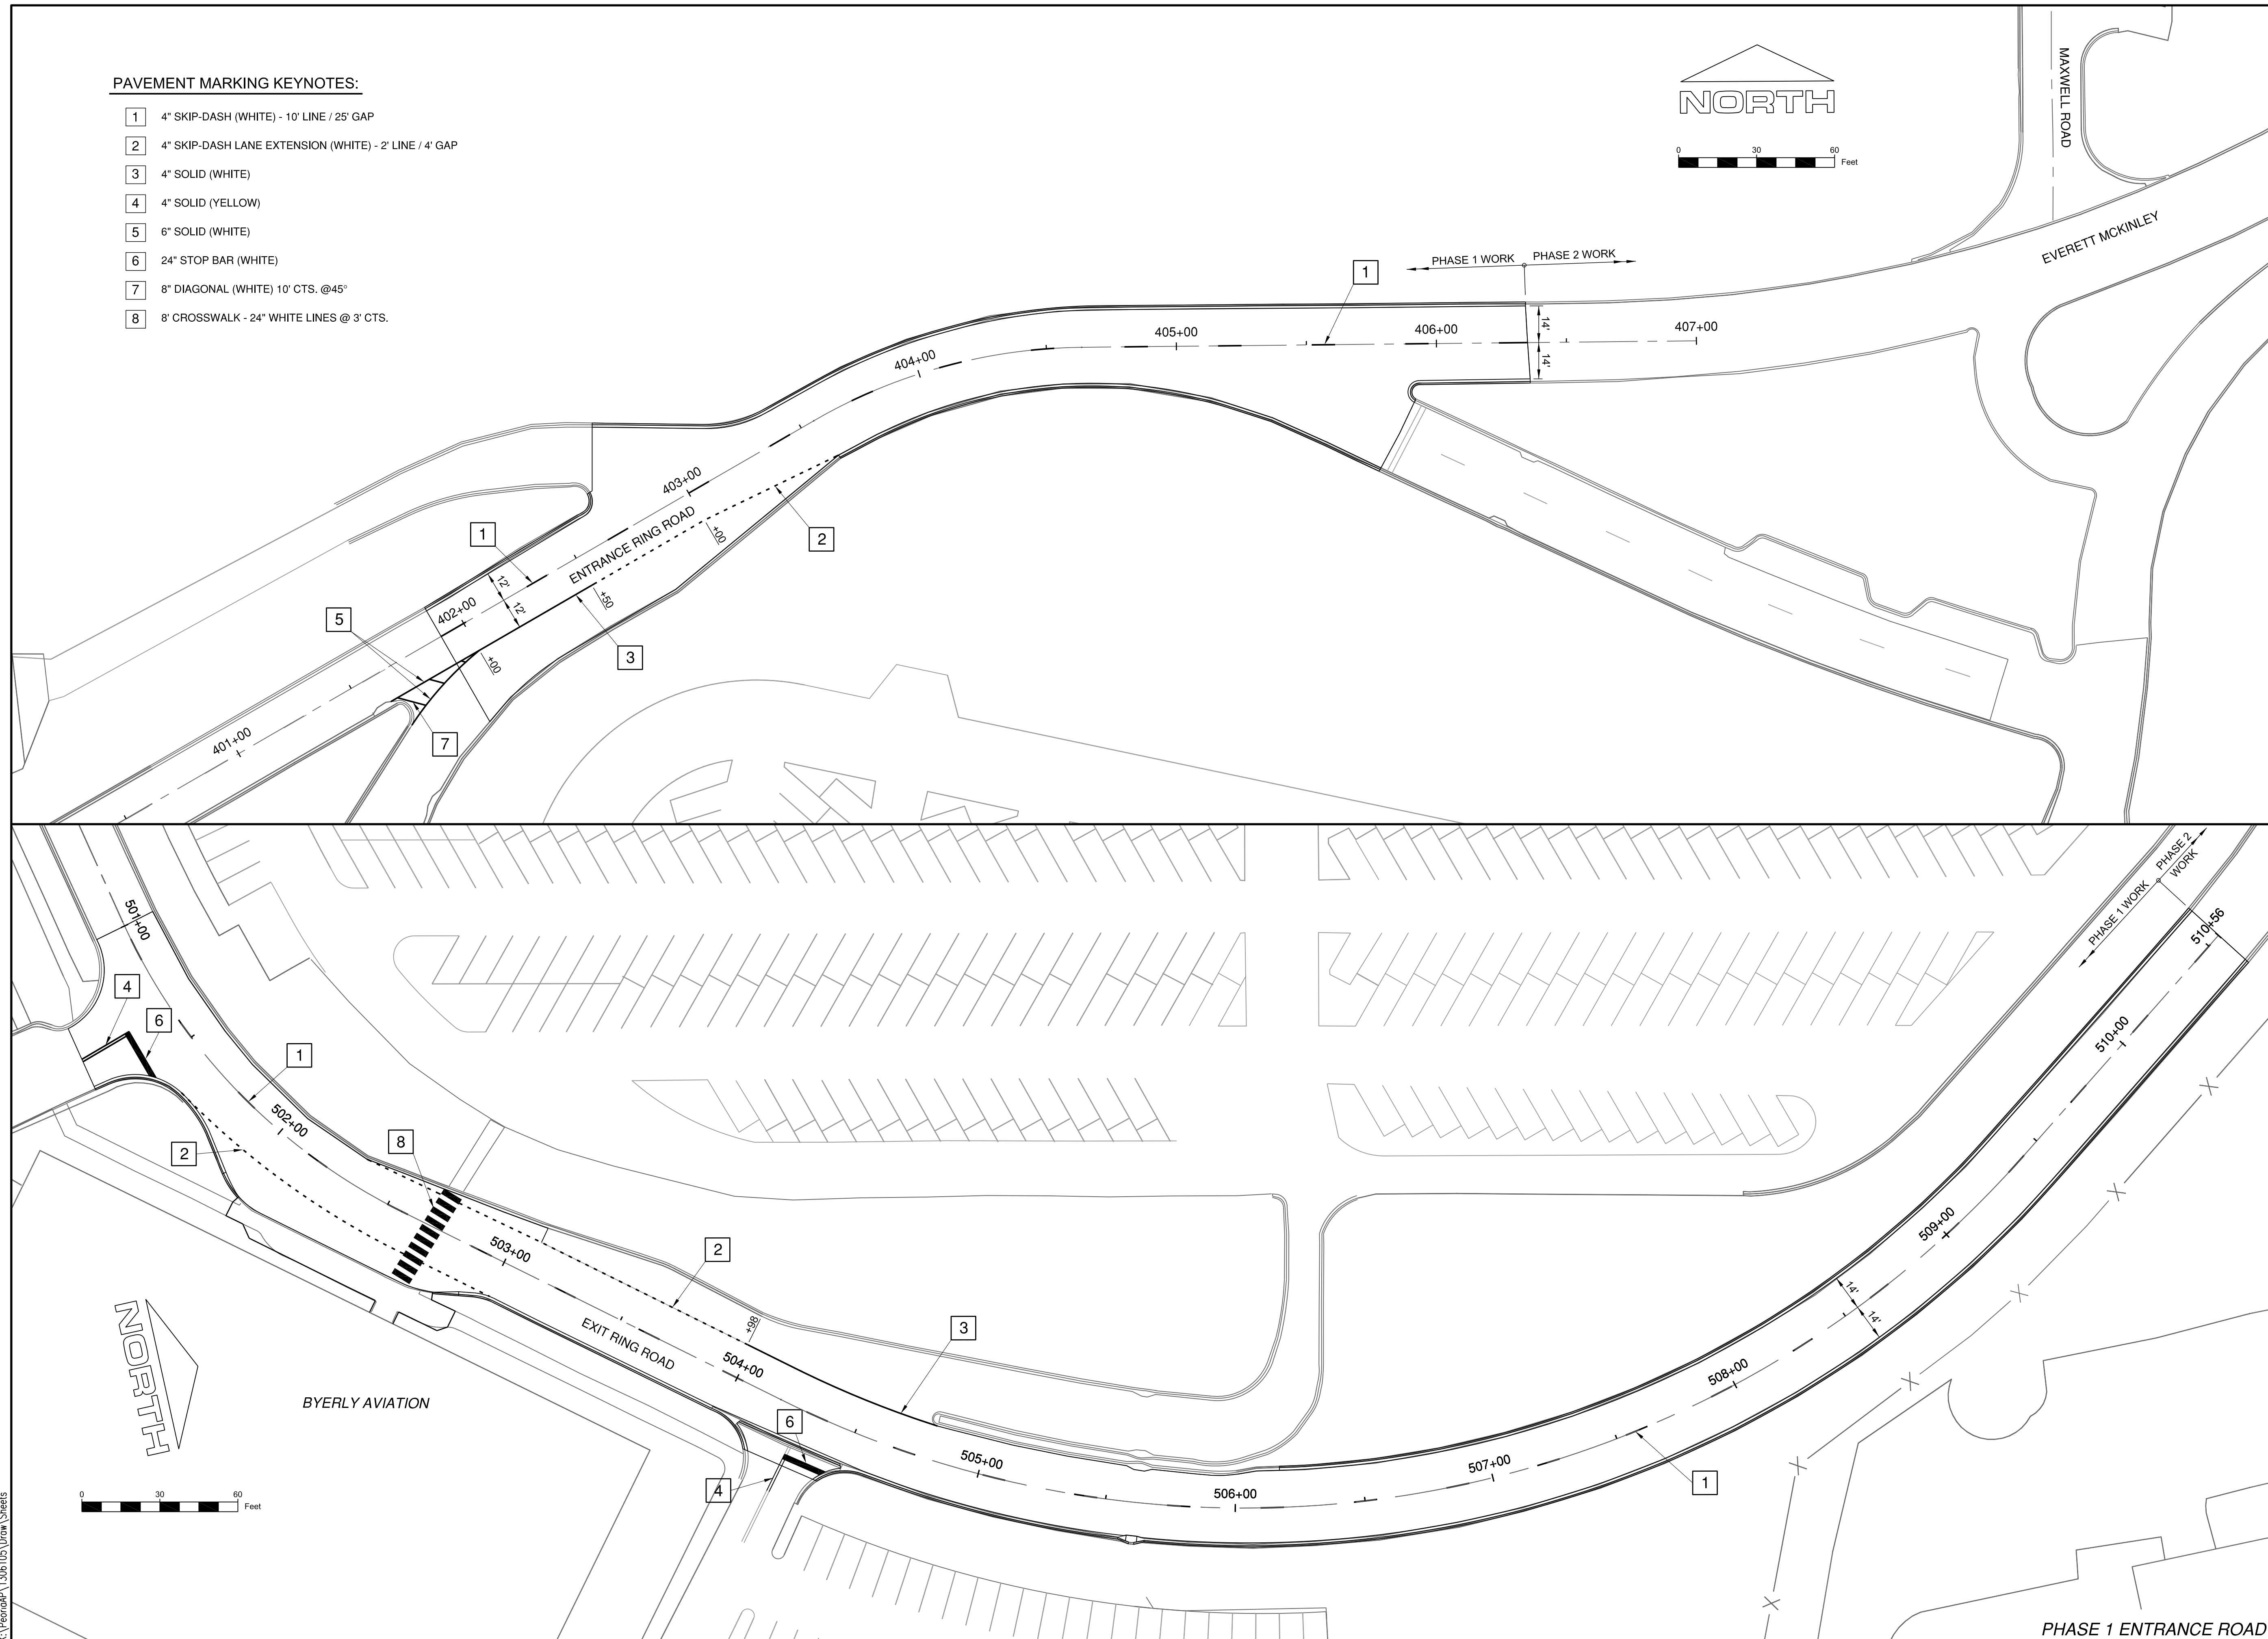 PAVEMENT MARKING KEYNOTES:
1 4" SKIP-DASH (WHITE) - 10' LINE / 25' GAP
2 4" SKIP-DASH LANE EXTENSION (WHITE) - 2' LINE / 4' GAP
3 4" SOLID (WHITE)
4 4" SOLID (YELLOW)
5 6" SOLID (WHITE)
6 24" STOP BAR (WHITE)
7 8" DIAGONAL (WHITE) 10' CTS. @45°
8 8' CROSSWALK - 24" WHITE LINES @ 3' CTS.
NORTH
0 30 60
Feet
MAXWELL ROAD
EVERETT MCKINLEY
PHASE 1 WORK
PHASE 2 WORK
1
14'
14'
407+00
406+00
405+00
404+00
403+00
ENTRANCE RING ROAD
2
+00
1
12'
12'
+50
402+00
5
3
+00
7
401+00
PHASE 2
WORK
PHASE 1 WORK
510+56
501+00
4
6
1
502+00
2
8
503+00
2
+98
EXIT RING ROAD
504+00
3
6
4
505+00
506+00
507+00
1
508+00
14'
14'
509+00
510+00
NORTH
BYERLY AVIATION
0 30 60
Feet
PHASE 1 ENTRANCE ROAD